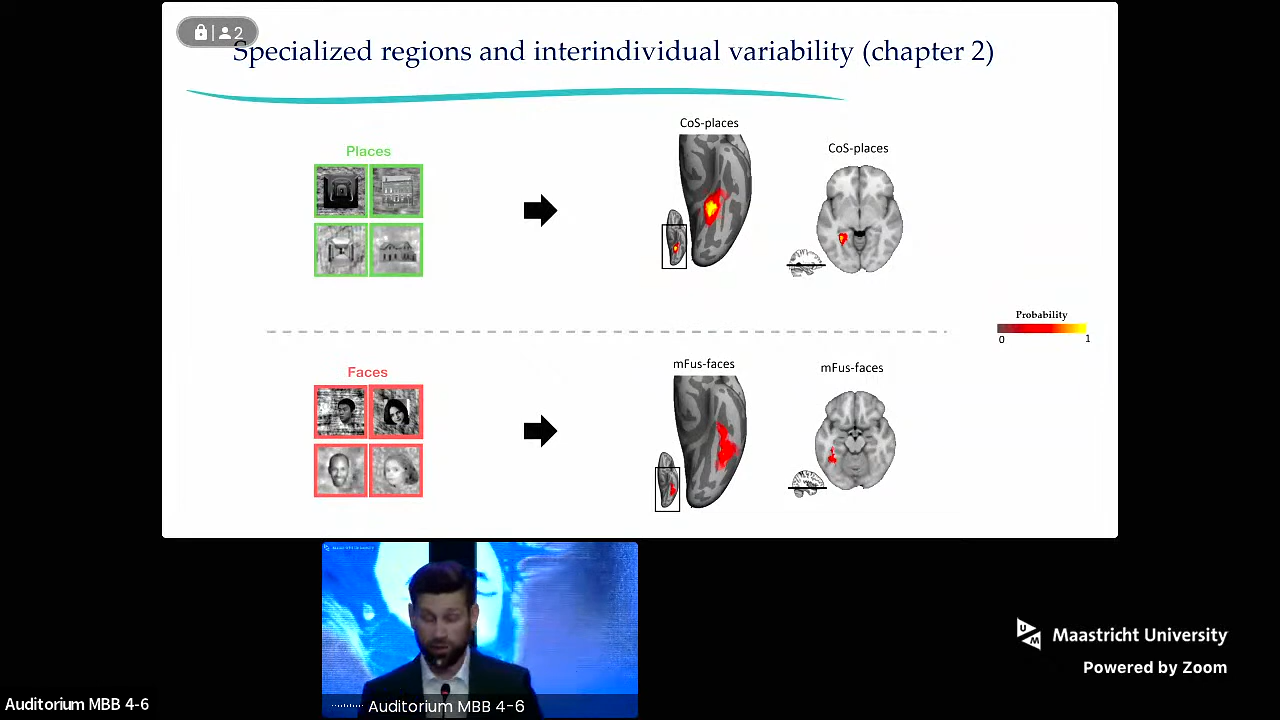 2
Specialized regions and interindividual variability (chapter 2)
CoS-places
CoS-places
Places
Probability
0
1
mFus-faces
mFus-faces
Faces
Maastricht University
Powered by Zoom
Auditorium MBB 4-6
Auditorium MBB 4-6